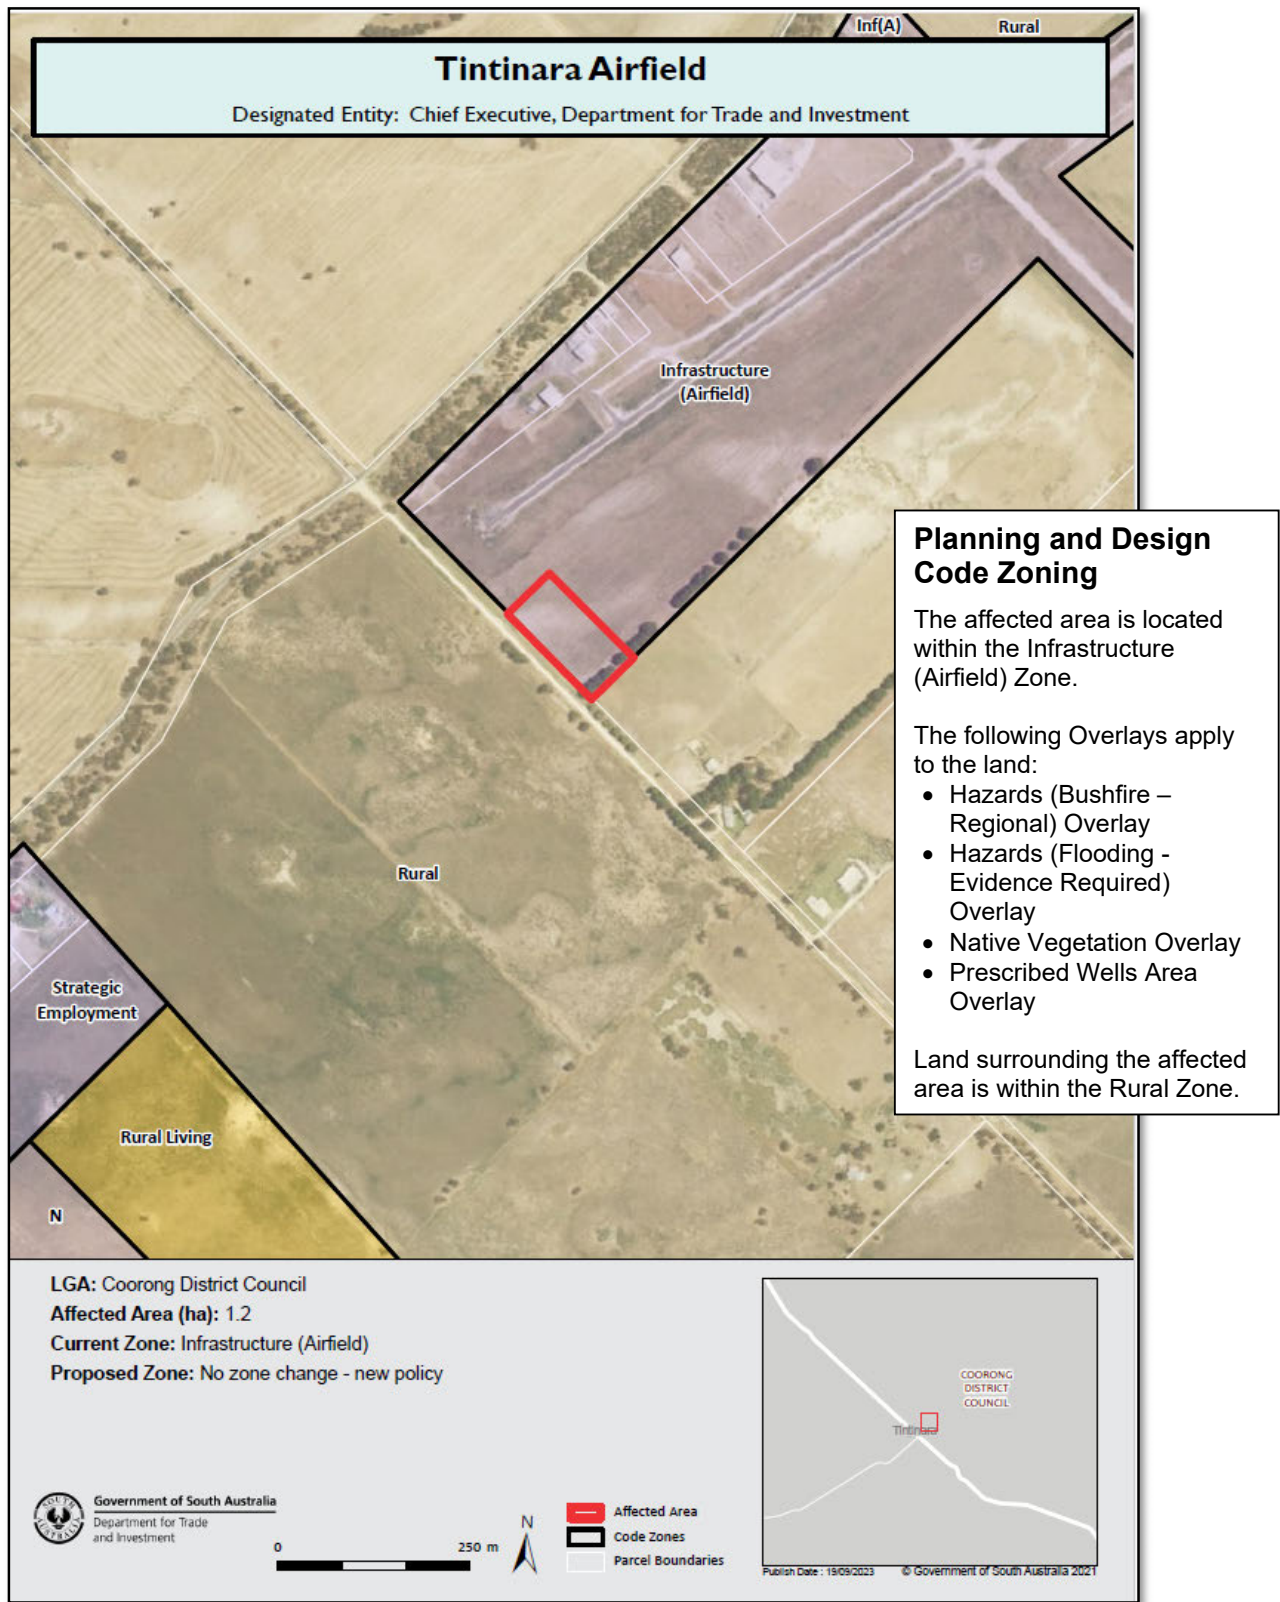 Inf(A)
Rural
Tintinara Airfield
Designated Entity: Chief Executive, Department for Trade and Investment
Infrastructure
(Airfield)
Planning and Design
Code Zoning
The affected area is located
within the Infrastructure
(Airfield) Zone.
The following Overlays apply
to the land:
• Hazards (Bushfire –
Regional) Overlay
• Hazards (Flooding -
Evidence Required)
Overlay
• Native Vegetation Overlay
• Prescribed Wells Area
Overlay
Land surrounding the affected
area is within the Rural Zone.
Rural
Strategic
Employment
Rural Living
N
LGA: Coorong District Council
Affected Area (ha): 1.2
Current Zone: Infrastructure (Airfield)
Proposed Zone: No zone change - new policy
COORONG
DISTRICT
COUNCIL
Tintinara
SOUTH
AUSTRALIA
Government of South Australia
Department for Trade
and Investment
0
250 m
N
Affected Area
Code Zones
Parcel Boundaries
Publish Date : 19/09/2023
© Government of South Australia 2021